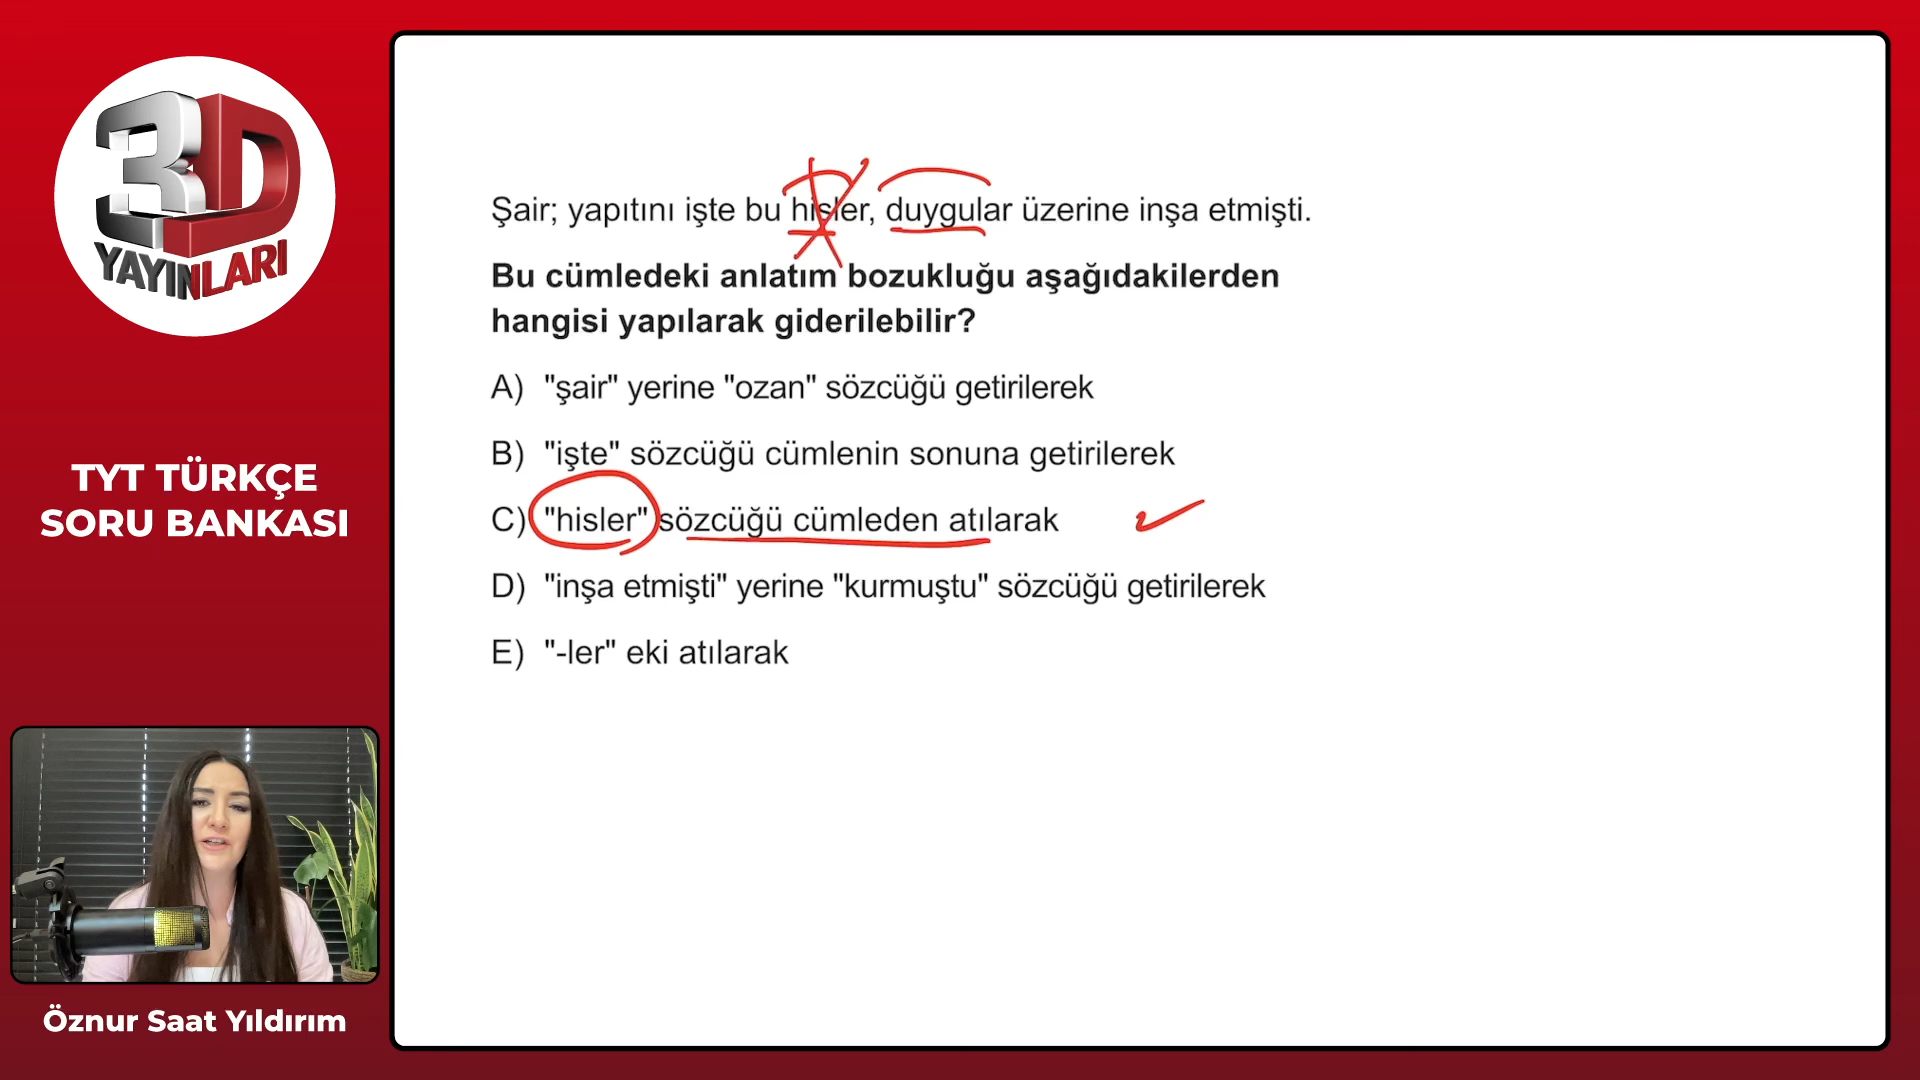 3D
YAYINLARI
TYT TÜRKÇE
SORU BANKASI
Öznur Saat Yıldırım
Şair; yapıtını işte bu hisler, duygular üzerine inşa etmişti.
Bu cümledeki anlatım bozukluğu aşağıdakilerden
hangisi yapılarak giderilebilir?
A) "şair" yerine "ozan" sözcüğü getirilerek
B) "işte" sözcüğü cümlenin sonuna getirilerek
C) "hisler" sözcüğü cümleden atılarak
D) "inşa etmişti" yerine "kurmuştu" sözcüğü getirilerek
E) "-ler" eki atılarak